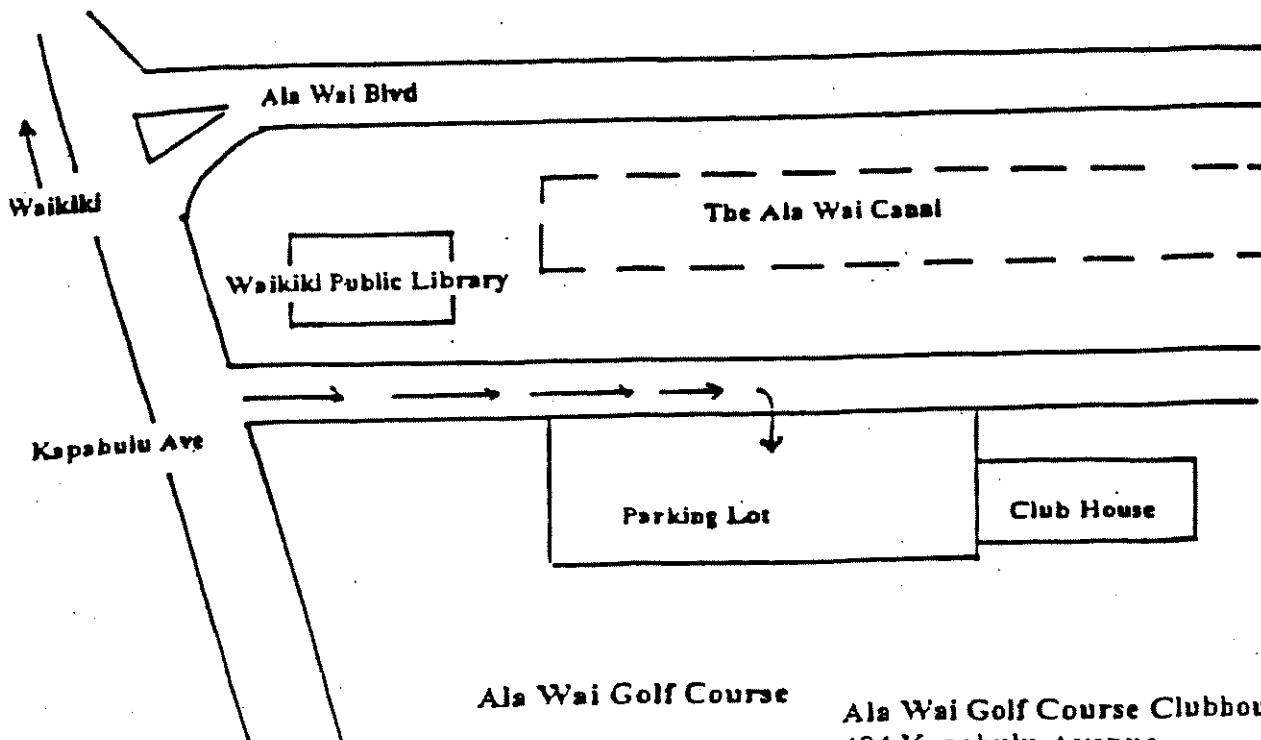 Ala Wai Blvd
Waikiki
The Ala Wai Canal
Waikiki Public Library
Kapahulu Ave
Parking Lot
Club House
Ala Wai Golf Course
Ala Wai Golf Course Clubhou